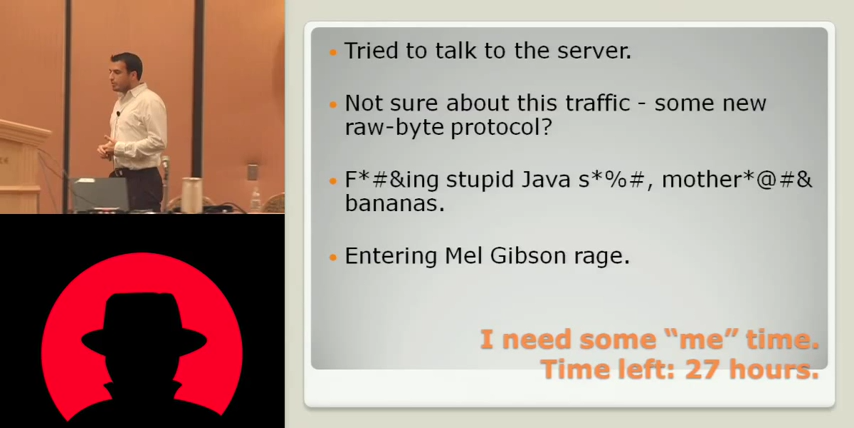 Tried to talk to the server.
Not sure about this traffic - some new
raw-byte protocol?
F*#&ing stupid Java s*%#, mother*@#&
bananas.
Entering Mel Gibson rage.
I need some “me” time.
Time left: 27 hours.